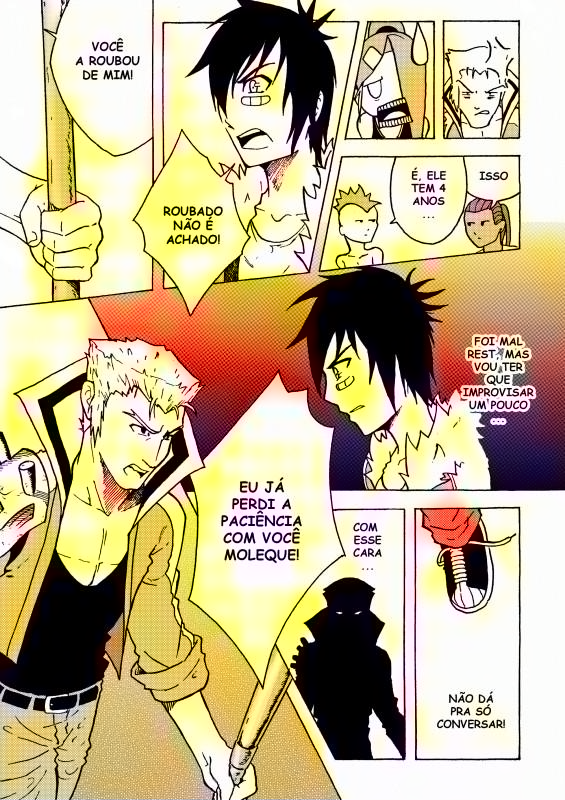 VOCÊ
A ROUBOU
DE MIM!
ROUBADO
NÃO É
ACHADO!
É, ELE
TEM 4
ANOS
...
ISSO
FOI MAL
REST, MAS
VOU TER
QUE
IMPROVISAR
UM POUCO
...
EU JÁ
PERDI A
PACIÊNCIA
COM VOCÊ
MOLEQUE!
COM
ESSE
CARA
...
NÃO DÁ
PRA SÓ
CONVERSAR!